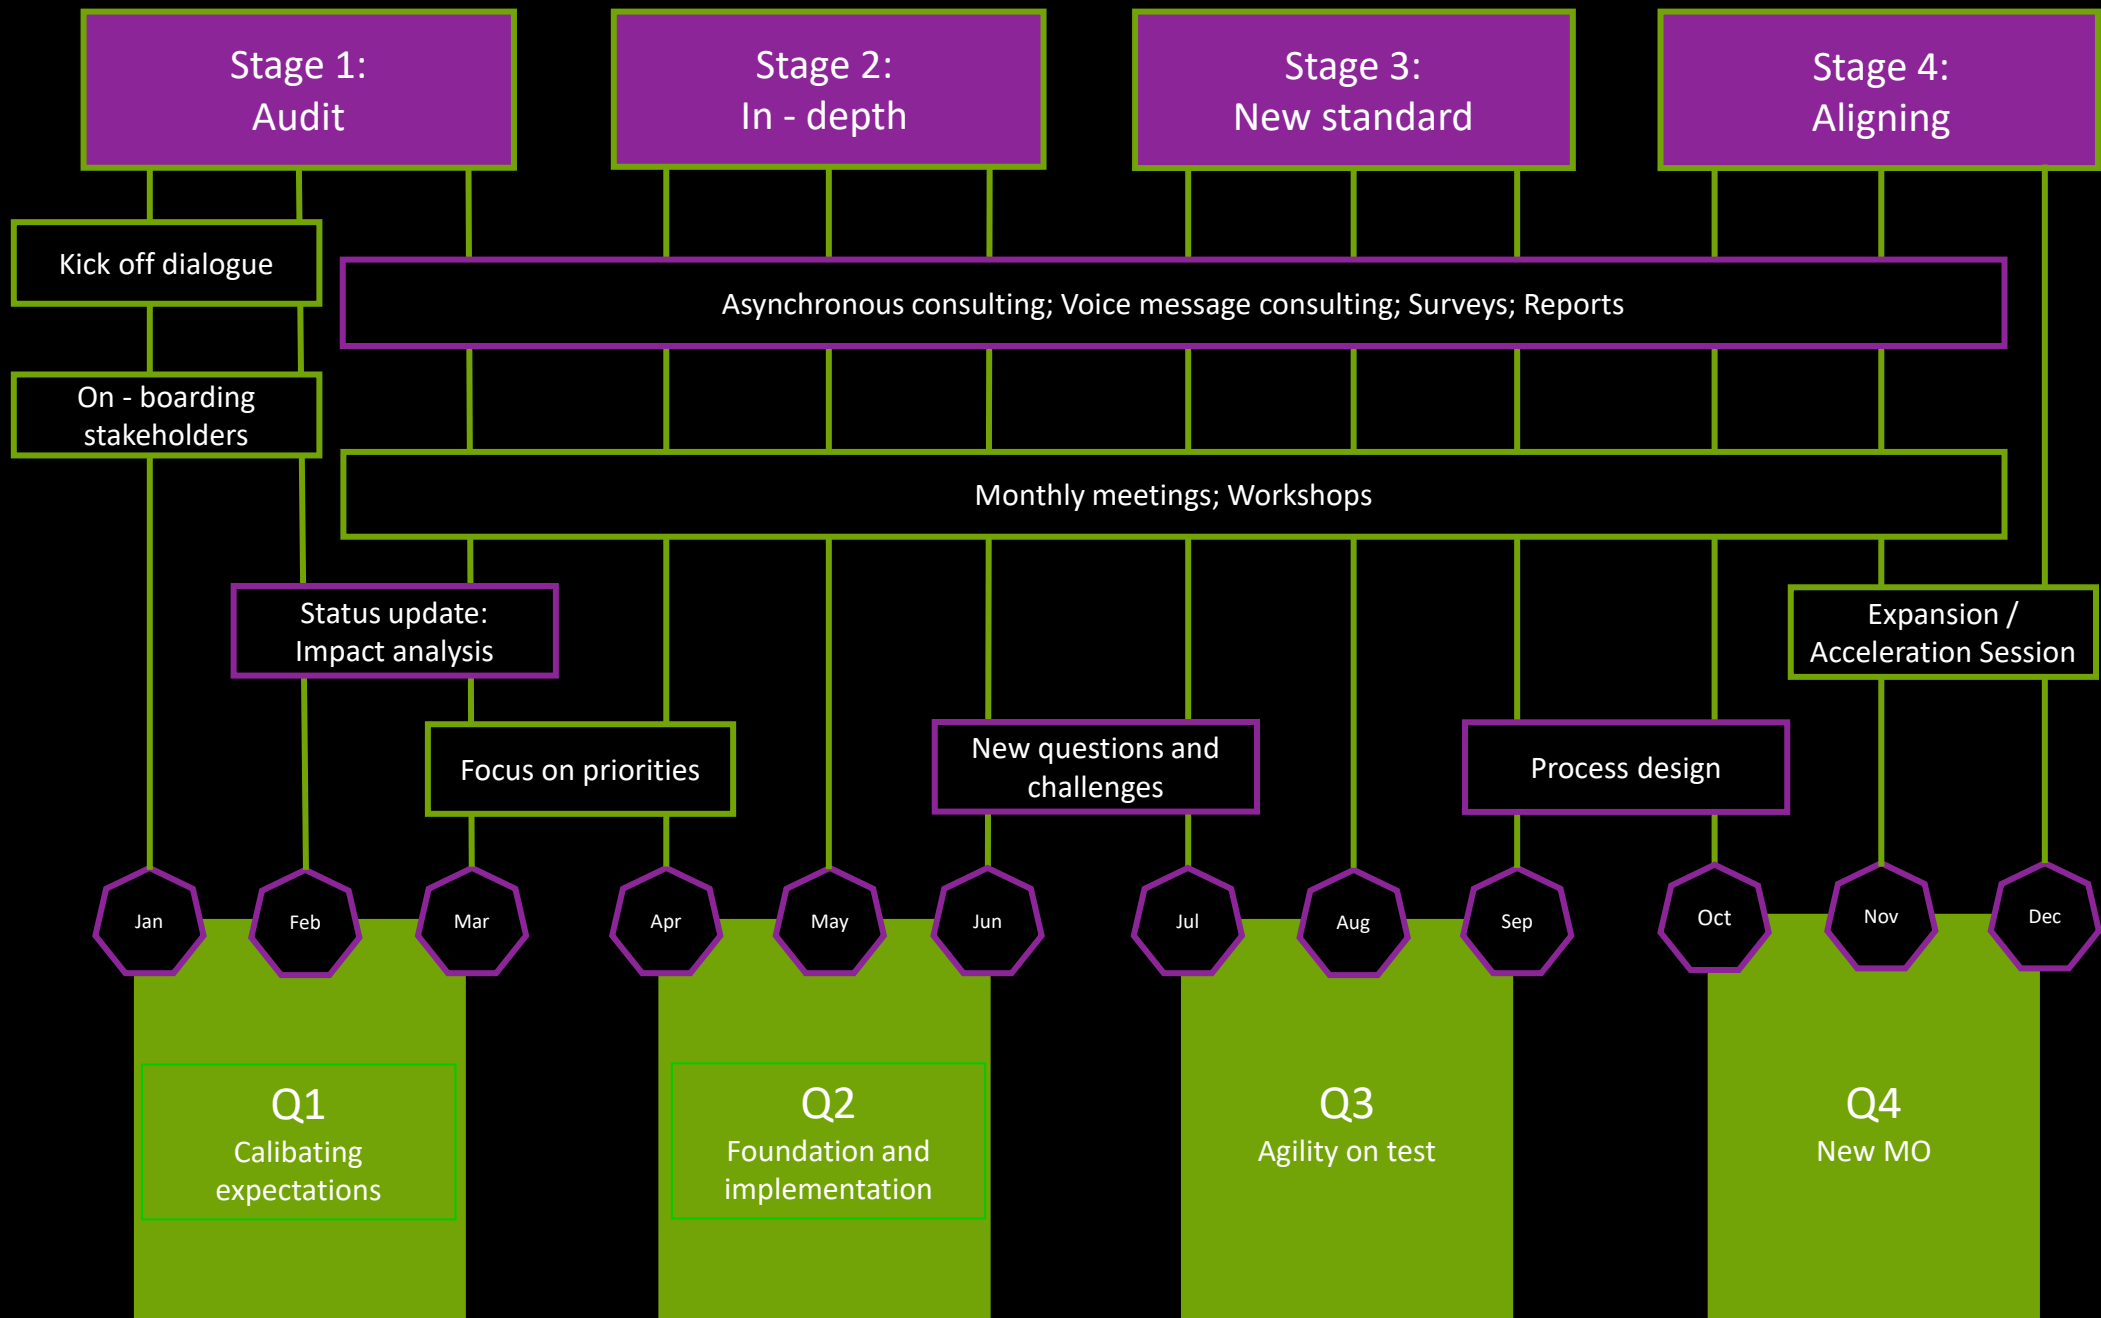 Stage 1:
Audit
Stage 2:
In - depth
Stage 3:
New standard
Stage 4:
Aligning
Kick off dialogue
Asynchronous consulting; Voice message consulting; Surveys; Reports
On - boarding
stakeholders
Monthly meetings; Workshops
Status update:
Impact analysis
Expansion /
Acceleration Session
Focus on priorities
New questions and
challenges
Process design
Jan
Feb
Mar
Apr
May
Jun
Jul
Aug
Sep
Oct
Nov
Dec
Q1
Calibating
expectations
Q2
Foundation and
implementation
Q3
Agility on test
Q4
New MO